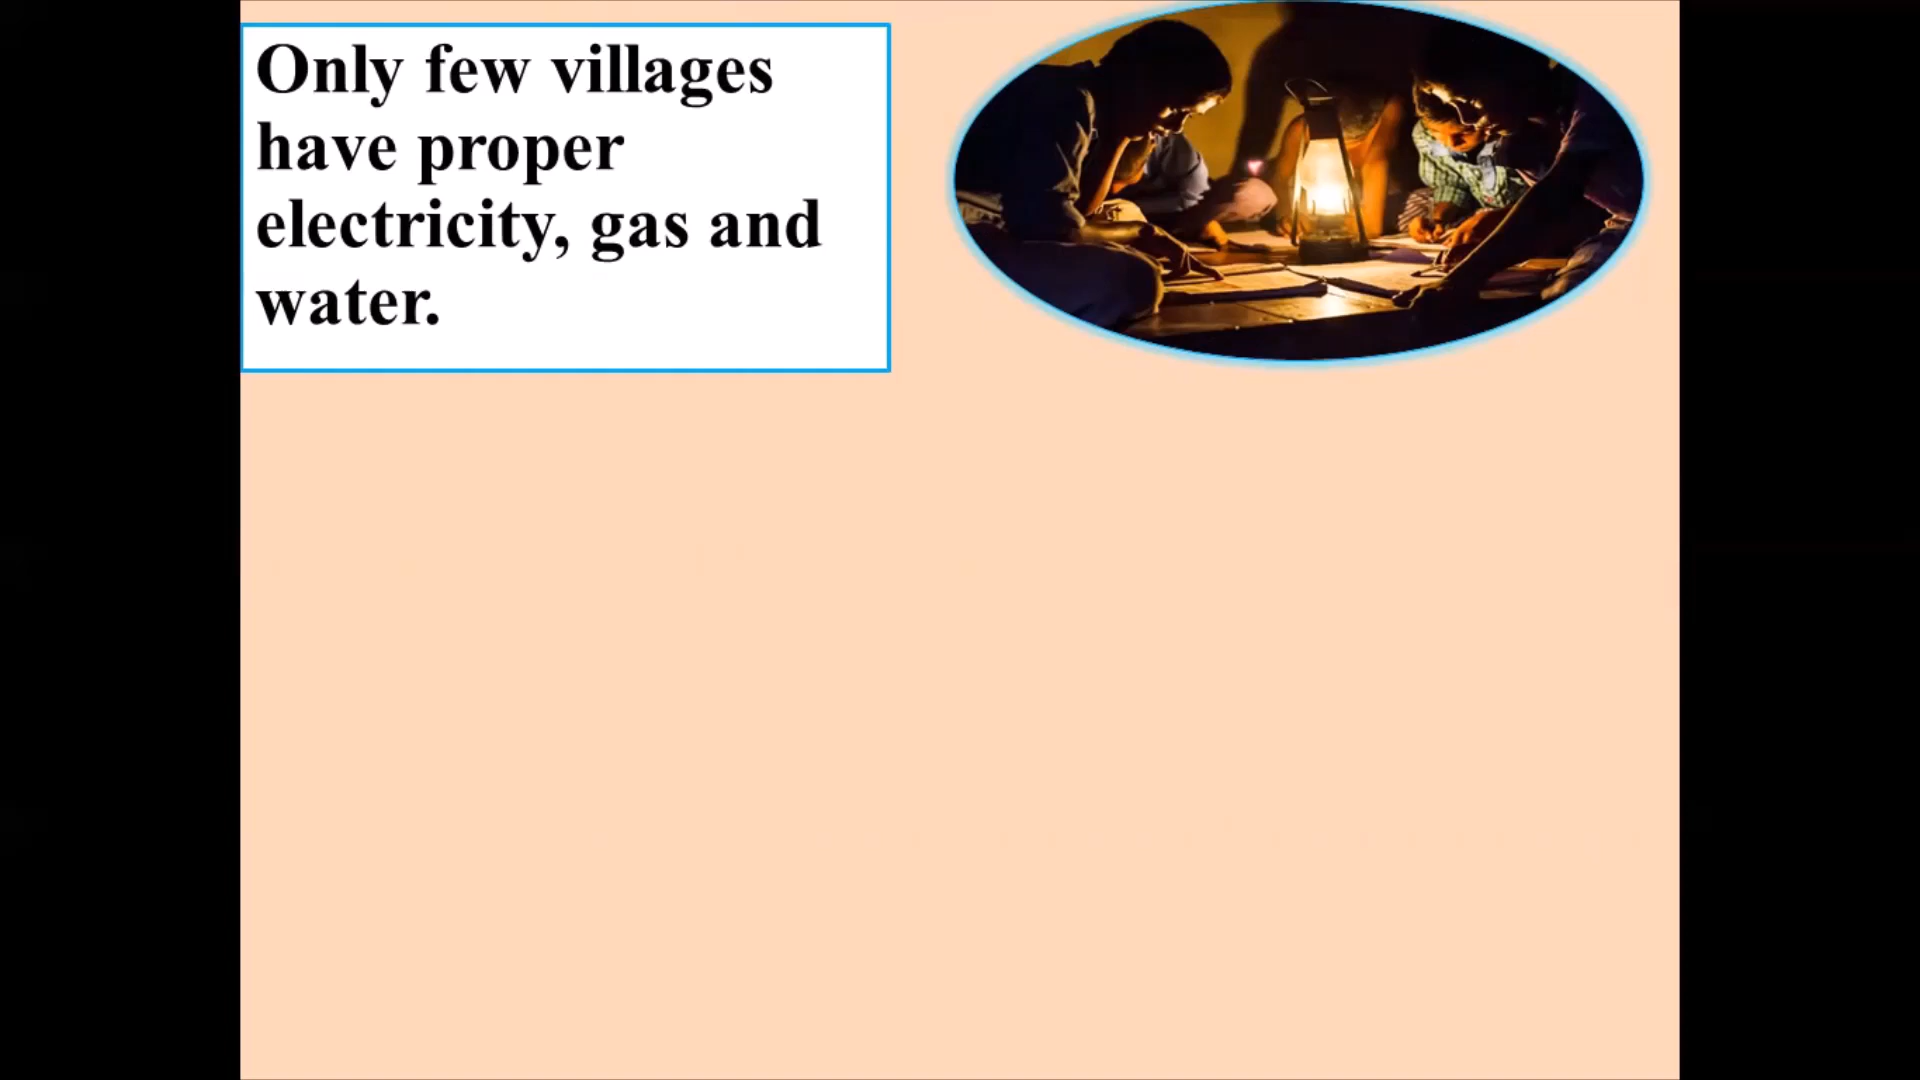 Only few villages
have proper
electricity, gas and
water.